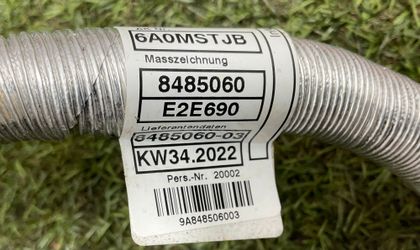 6A0MSTJB
Masszeichnung
8485060
E2E690
Lieferantendaten
8485060-03
KW34.2022
Pers.-Nr. 20002
9A848506003